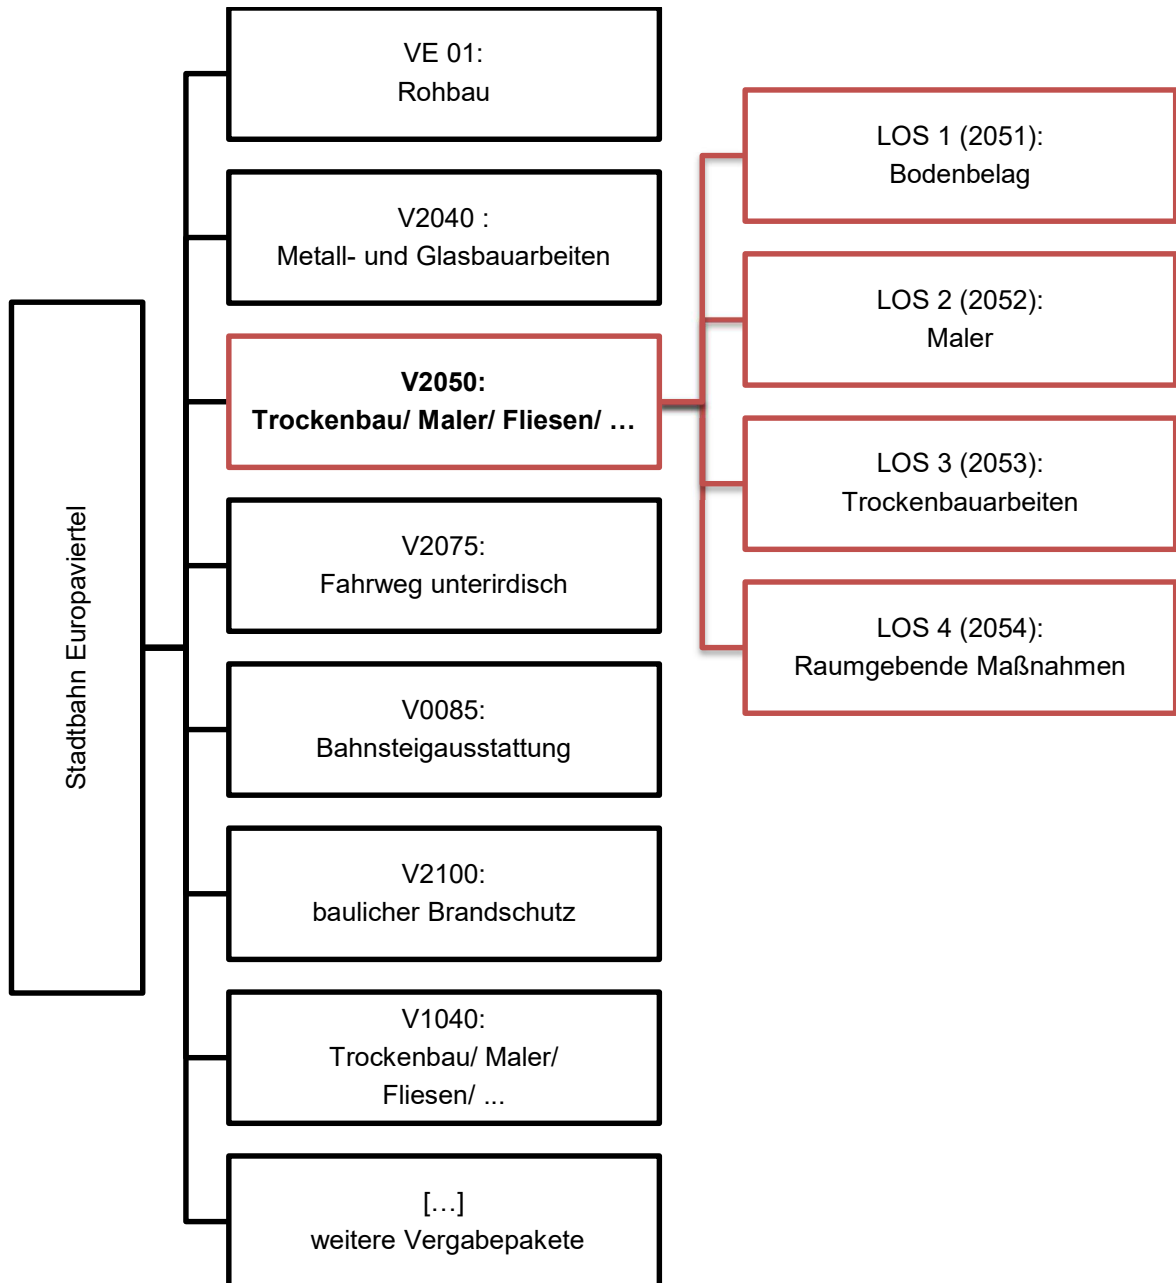 Stadtbahn Europaviertel
VE 01:
Rohbau
V2040 :
Metall- und Glasbauarbeiten
V2050:
Trockenbau/ Maler/ Fliesen/ …
V2075:
Fahrweg unterirdisch
V0085:
Bahnsteigausstattung
V2100:
baulicher Brandschutz
V1040:
Trockenbau/ Maler/
Fliesen/ ...
[…]
weitere Vergabepakete
LOS 1 (2051):
Bodenbelag
LOS 2 (2052):
Maler
LOS 3 (2053):
Trockenbauarbeiten
LOS 4 (2054):
Raumgebende Maßnahmen